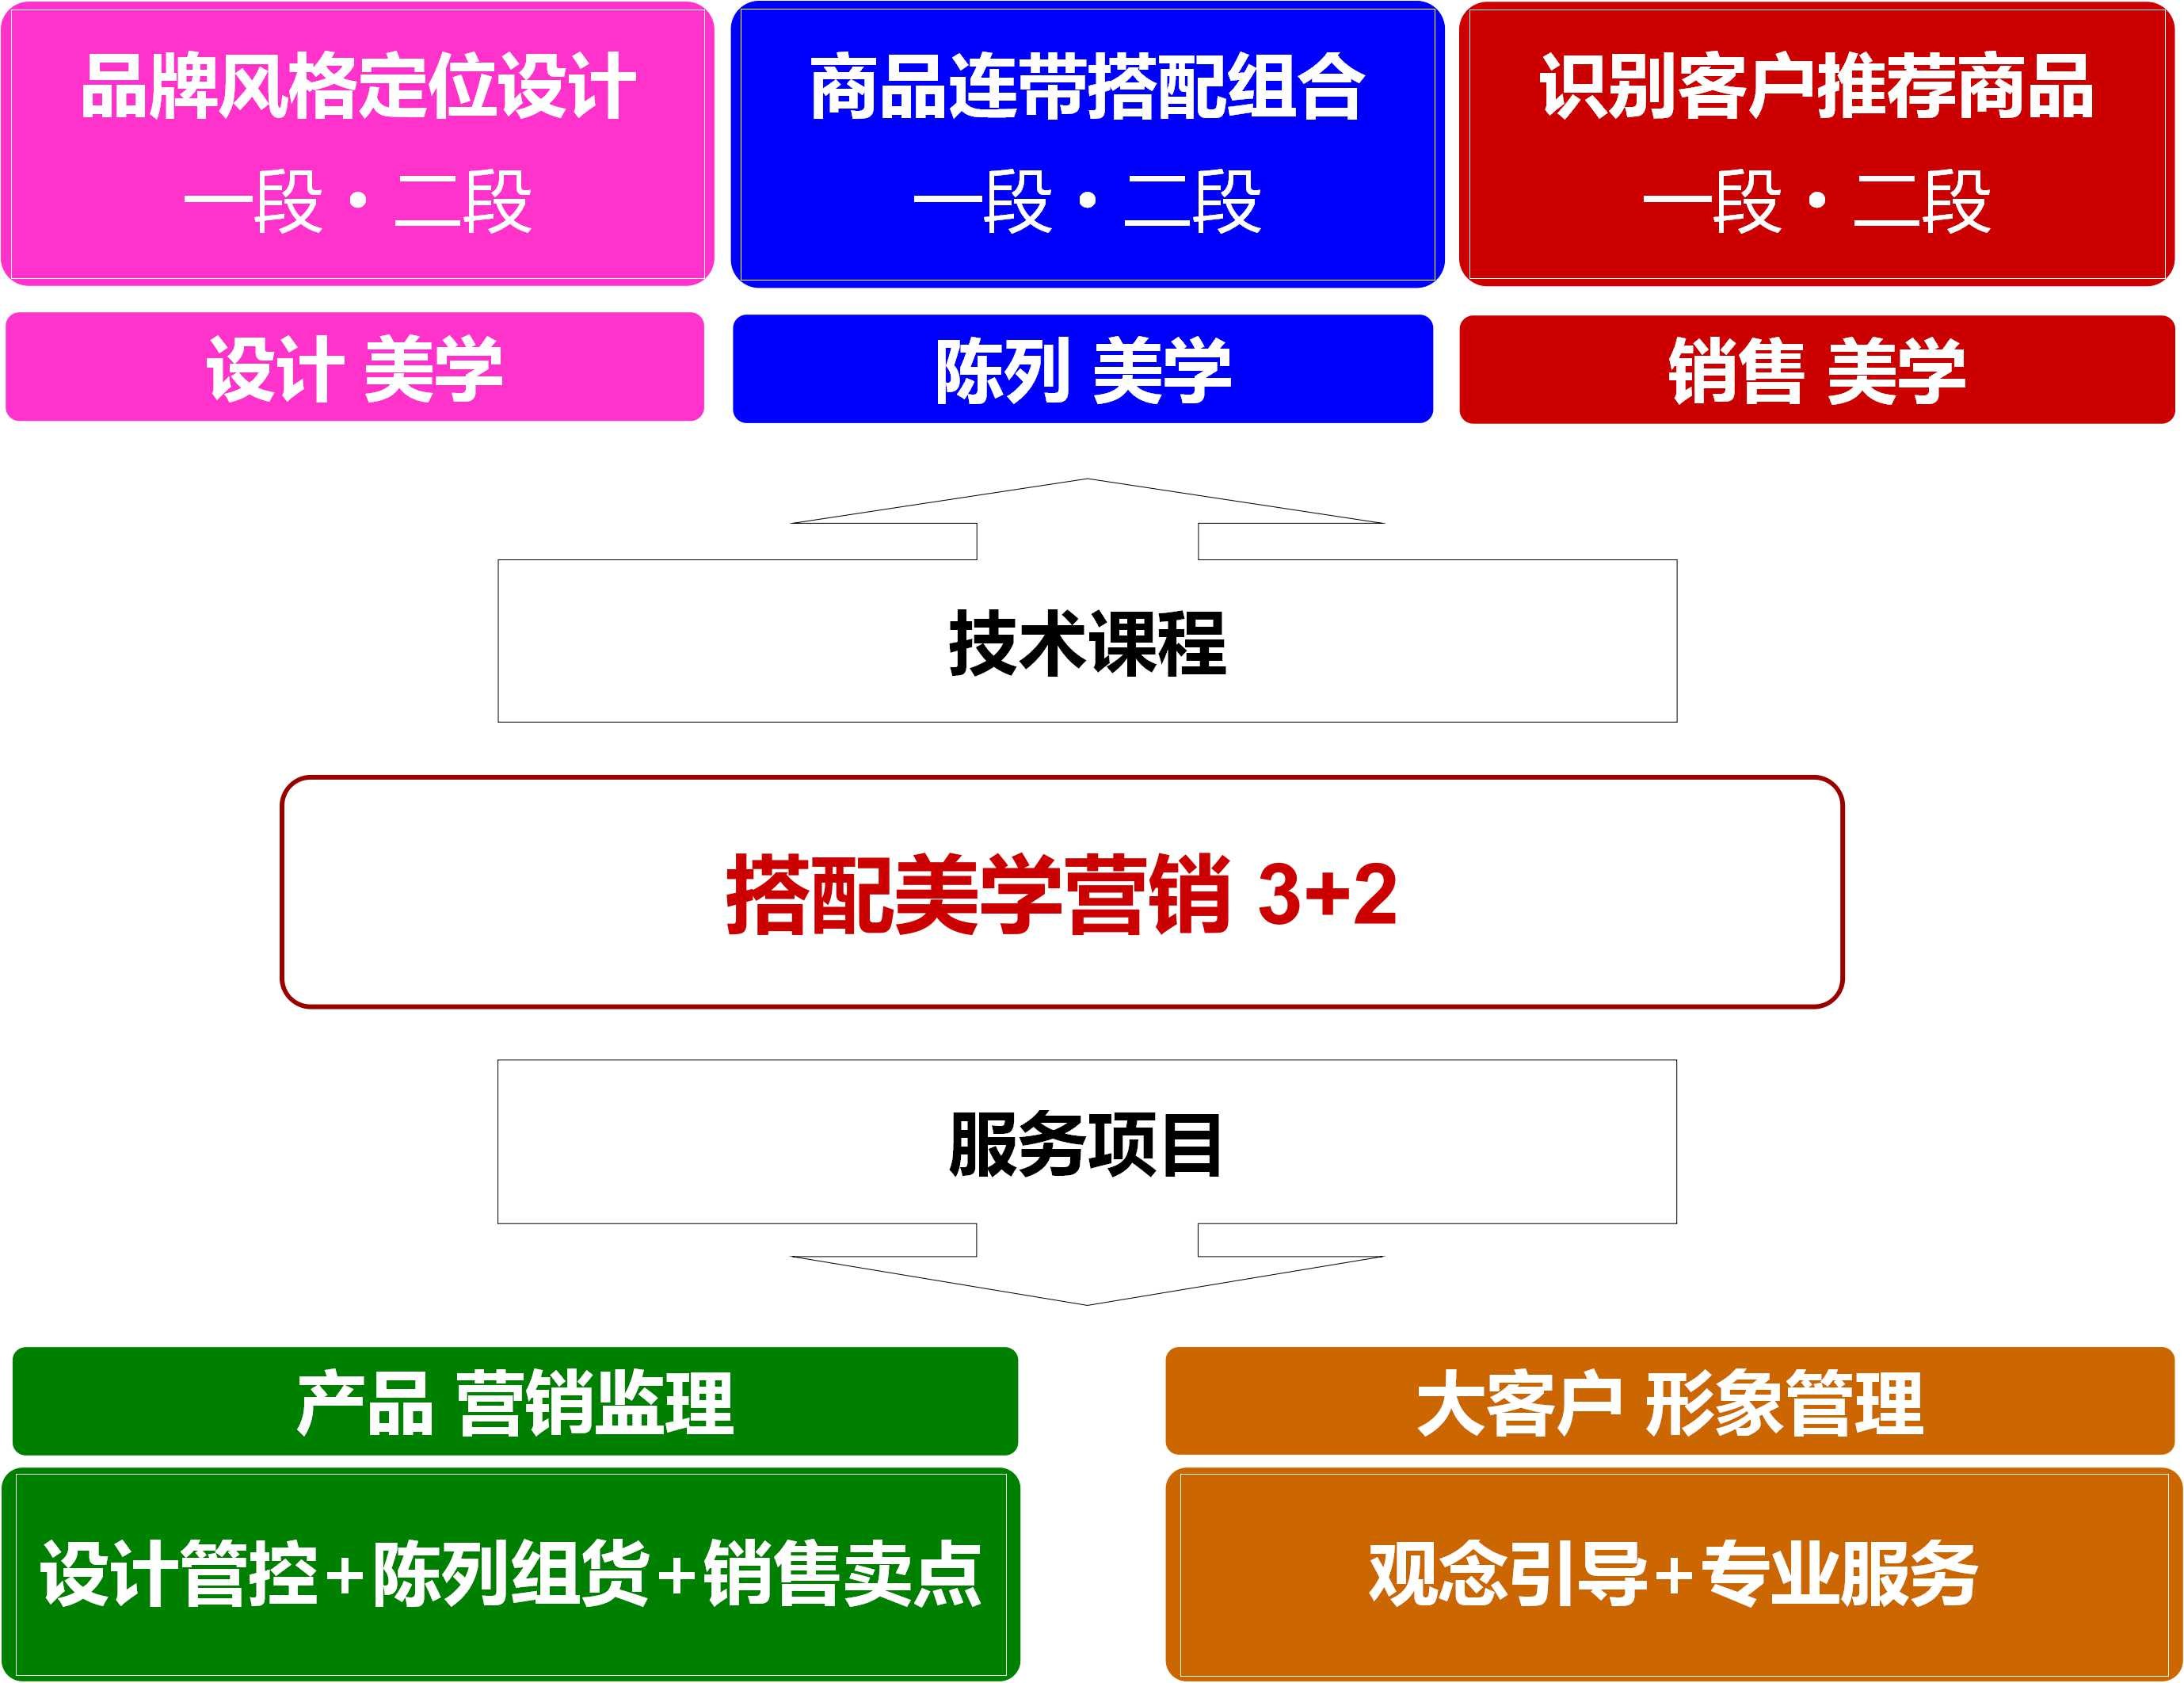 品牌风格定位设计
一段·二段
商品连带搭配组合
一段·二段
识别客户推荐商品
一段·二段
设计 美学
陈列 美学
销售 美学
技术课程
搭配美学营销 3+2
服务项目
产品 营销监理
大客户 形象管理
设计管控+陈列组货+销售卖点
观念引导+专业服务